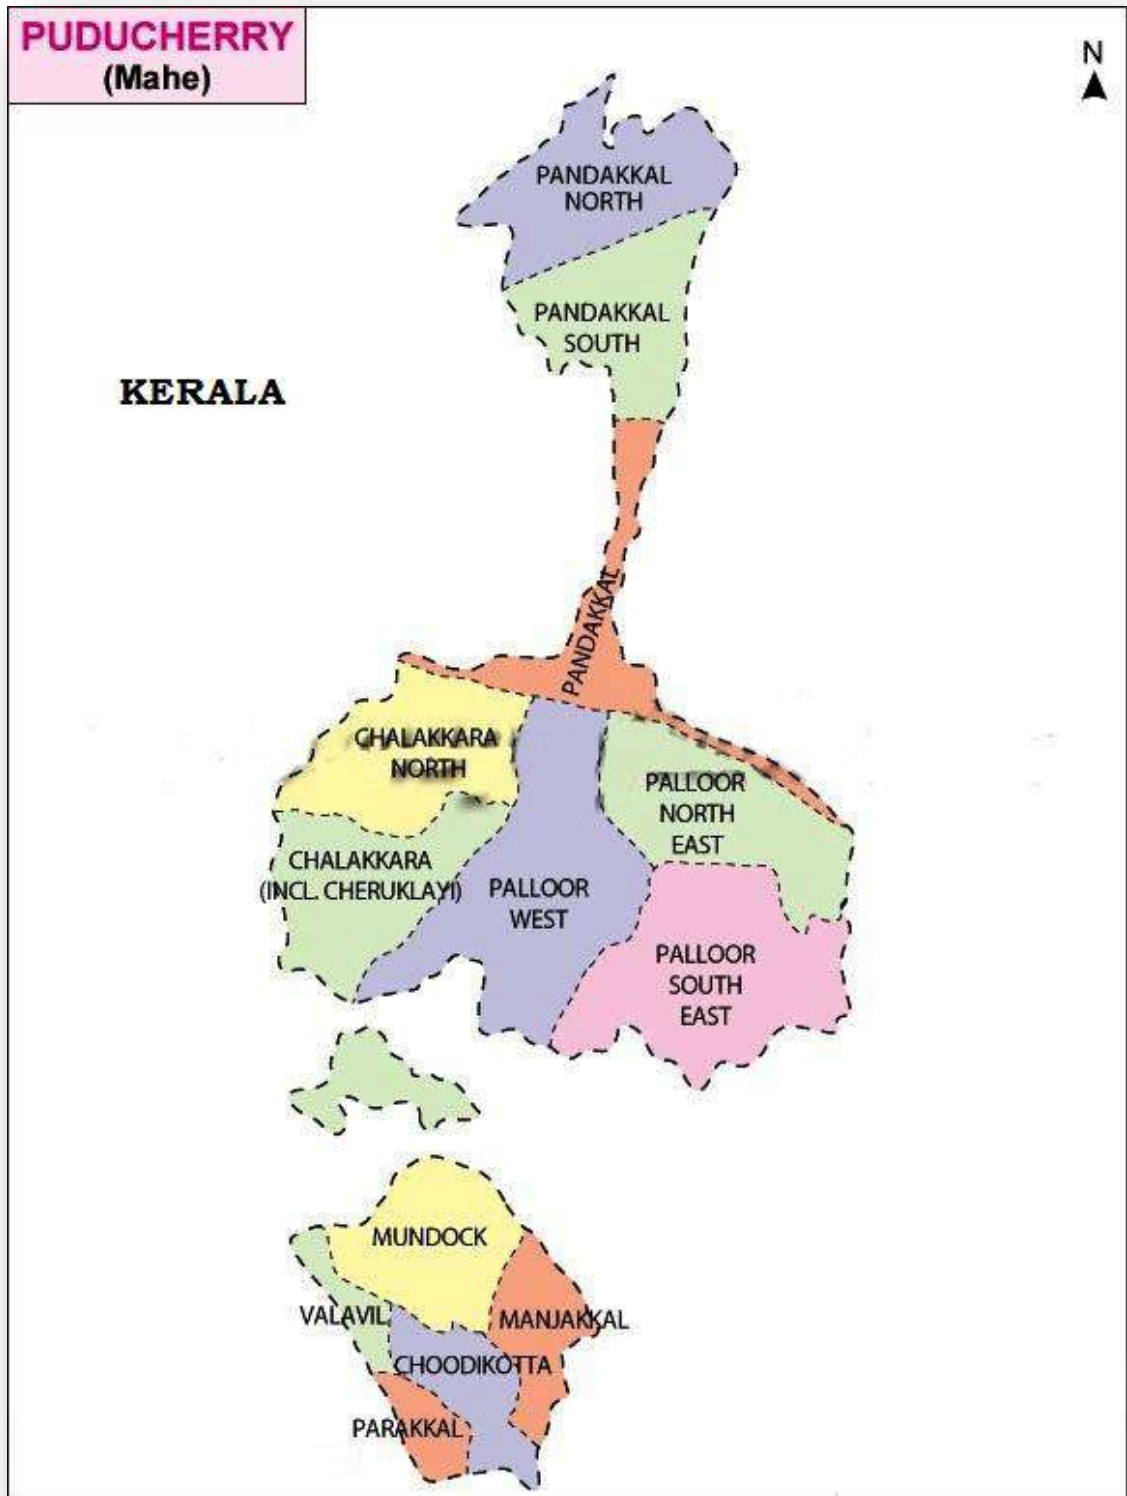 PUDUCHERRY
(Mahe)
N
PANDAKKAL
NORTH
PANDAKKAL
SOUTH
KERALA
PANDAKKAL
CHALAKKARA
NORTH
PALLOOR
NORTH
EAST
CHALAKKARA
(INCL. CHERUKLAYI)
PALLOOR
WEST
PALLOOR
SOUTH
EAST
MUNDOCK
VALAVIL
MANJAKKAL
CHOODIKOTTA
PARAKKAL